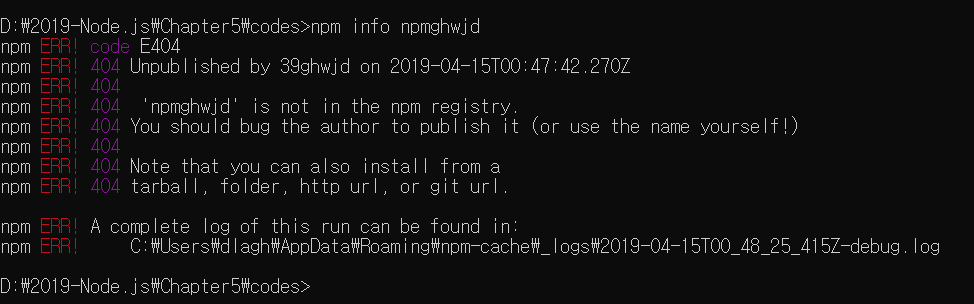 D:₩2019-Node.js₩Chapter5₩codes>npm info npmghwjd
npm ERR! code E404
npm ERR! 404 Unpublished by 39ghwjd on 2019-04-15T00:47:42.270Z
npm ERR! 404
npm ERR! 404  'npmghwjd' is not in the npm registry.
npm ERR! 404 You should bug the author to publish it (or use the name yourself!)
npm ERR! 404
npm ERR! 404 Note that you can also install from a
npm ERR! 404 tarball, folder, http url, or git url.

npm ERR! A complete log of this run can be found in:
npm ERR!     C:₩Users₩dlagh₩AppData₩Roaming₩npm-cache₩_logs₩2019-04-15T00_48_25_415Z-debug.log

D:₩2019-Node.js₩Chapter5₩codes>